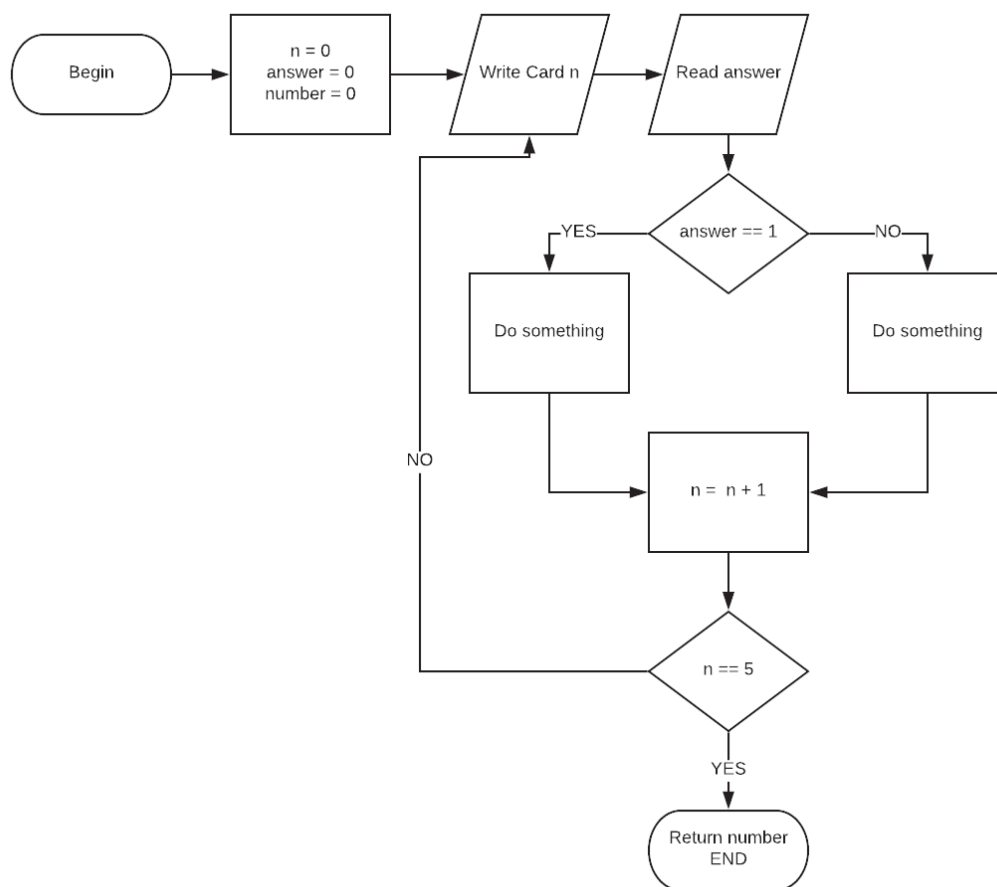 Begin
n = 0
answer = 0
number = 0
Write Card n
Read answer
answer == 1
YES
NO
Do something
Do something
n = n + 1
NO
n == 5
YES
Return number
END